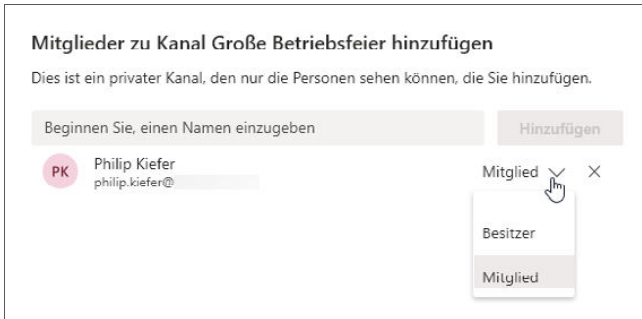 Mitglieder zu Kanal Große Betriebsfeier hinzufügen
Dies ist ein privater Kanal, den nur die Personen sehen können, die Sie hinzufügen.
Beginnen Sie, einen Namen einzugeben Hinzufügen
PK Philip Kiefer Mitglied
philip.kiefer@
Besitzer
Mitglied